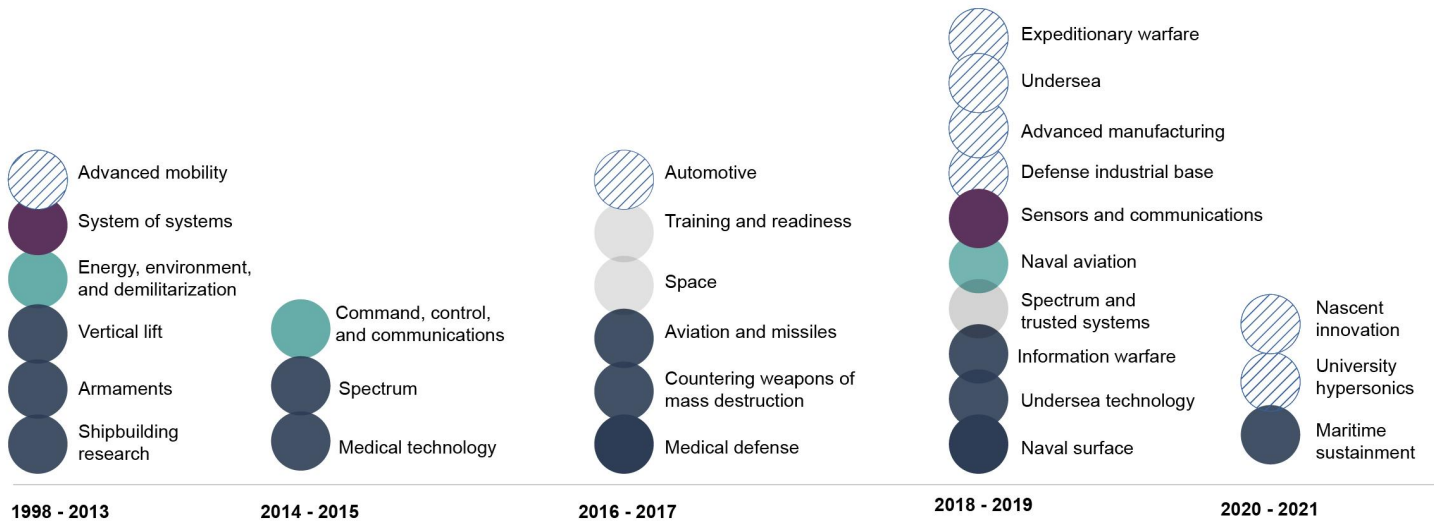 Advanced mobility
System of systems
Energy, environment,
and demilitarization
Vertical lift
Armaments
Shipbuilding
research
1998 - 2013
Command, control,
and communications
Spectrum
Medical technology
2014 - 2015
Automotive
Training and readiness
Space
Aviation and missiles
Countering weapons of
mass destruction
Medical defense
2016 - 2017
Expeditionary warfare
Undersea
Advanced manufacturing
Defense industrial base
Sensors and communications
Naval aviation
Spectrum and
trusted systems
Information warfare
Undersea technology
Naval surface
2018 - 2019
Nascent
innovation
University
hypersonics
Maritime
sustainment
2020 - 2021